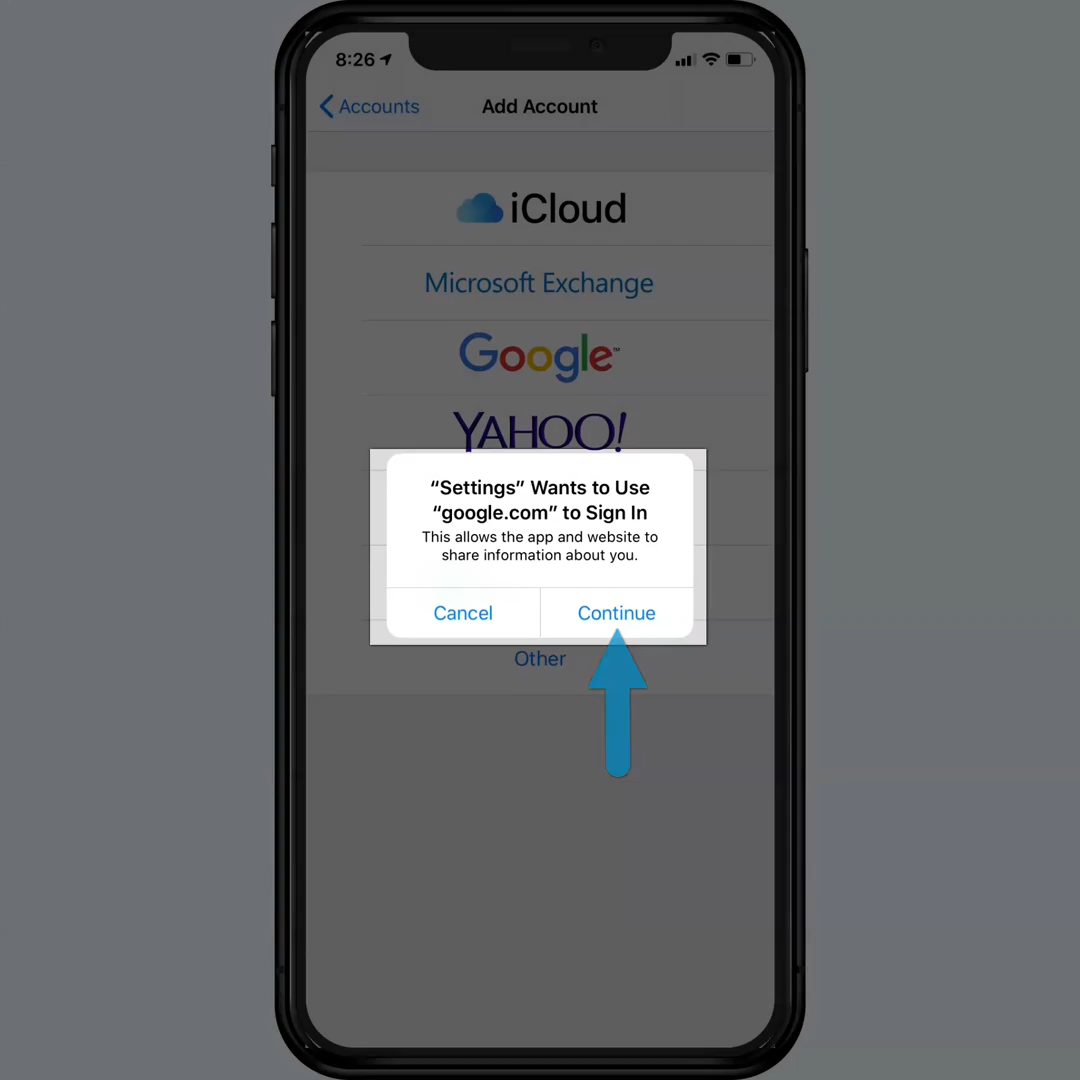 8:26
Accounts
Add Account
iCloud
Microsoft Exchange
Google™
YAHOO!
“Settings” Wants to Use
“google.com” to Sign In
This allows the app and website to
share information about you.
Cancel
Continue
Other